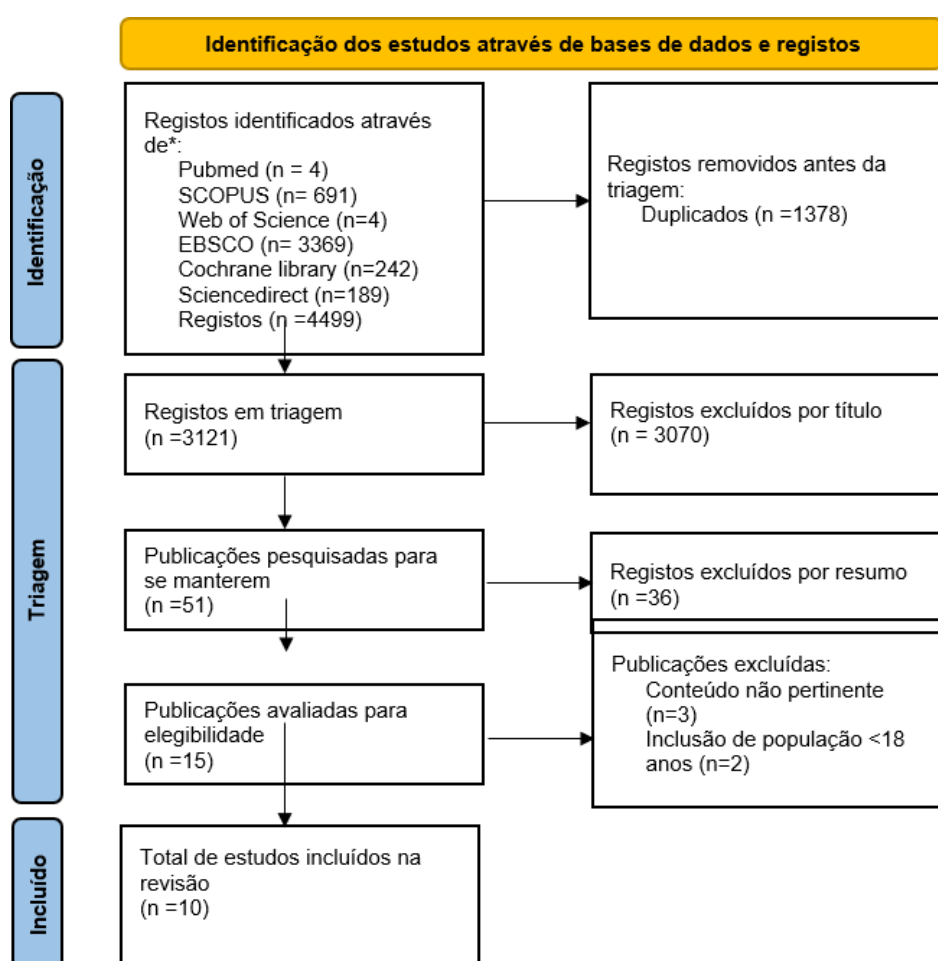 Identificação dos estudos através de bases de dados e registos
Identificação
Registos identificados através
de*:
Pubmed (n = 4)
SCOPUS (n= 691)
Web of Science (n=4)
EBSCO (n= 3369)
Cochrane library (n=242)
Sciencedirect (n=189)
Registos (n =4499)
Registos removidos antes da
triagem:
Duplicados (n =1378)
Triagem
Registos em triagem
(n =3121)
Registos excluídos por título
(n = 3070)
Publicações pesquisadas para
se manterem
(n =51)
Registos excluídos por resumo
(n =36)
Publicações avaliadas para
elegibilidade
(n =15)
Publicações excluídas:
Conteúdo não pertinente
(n=3)
Inclusão de população <18
anos (n=2)
Incluído
Total de estudos incluídos na
revisão
(n =10)